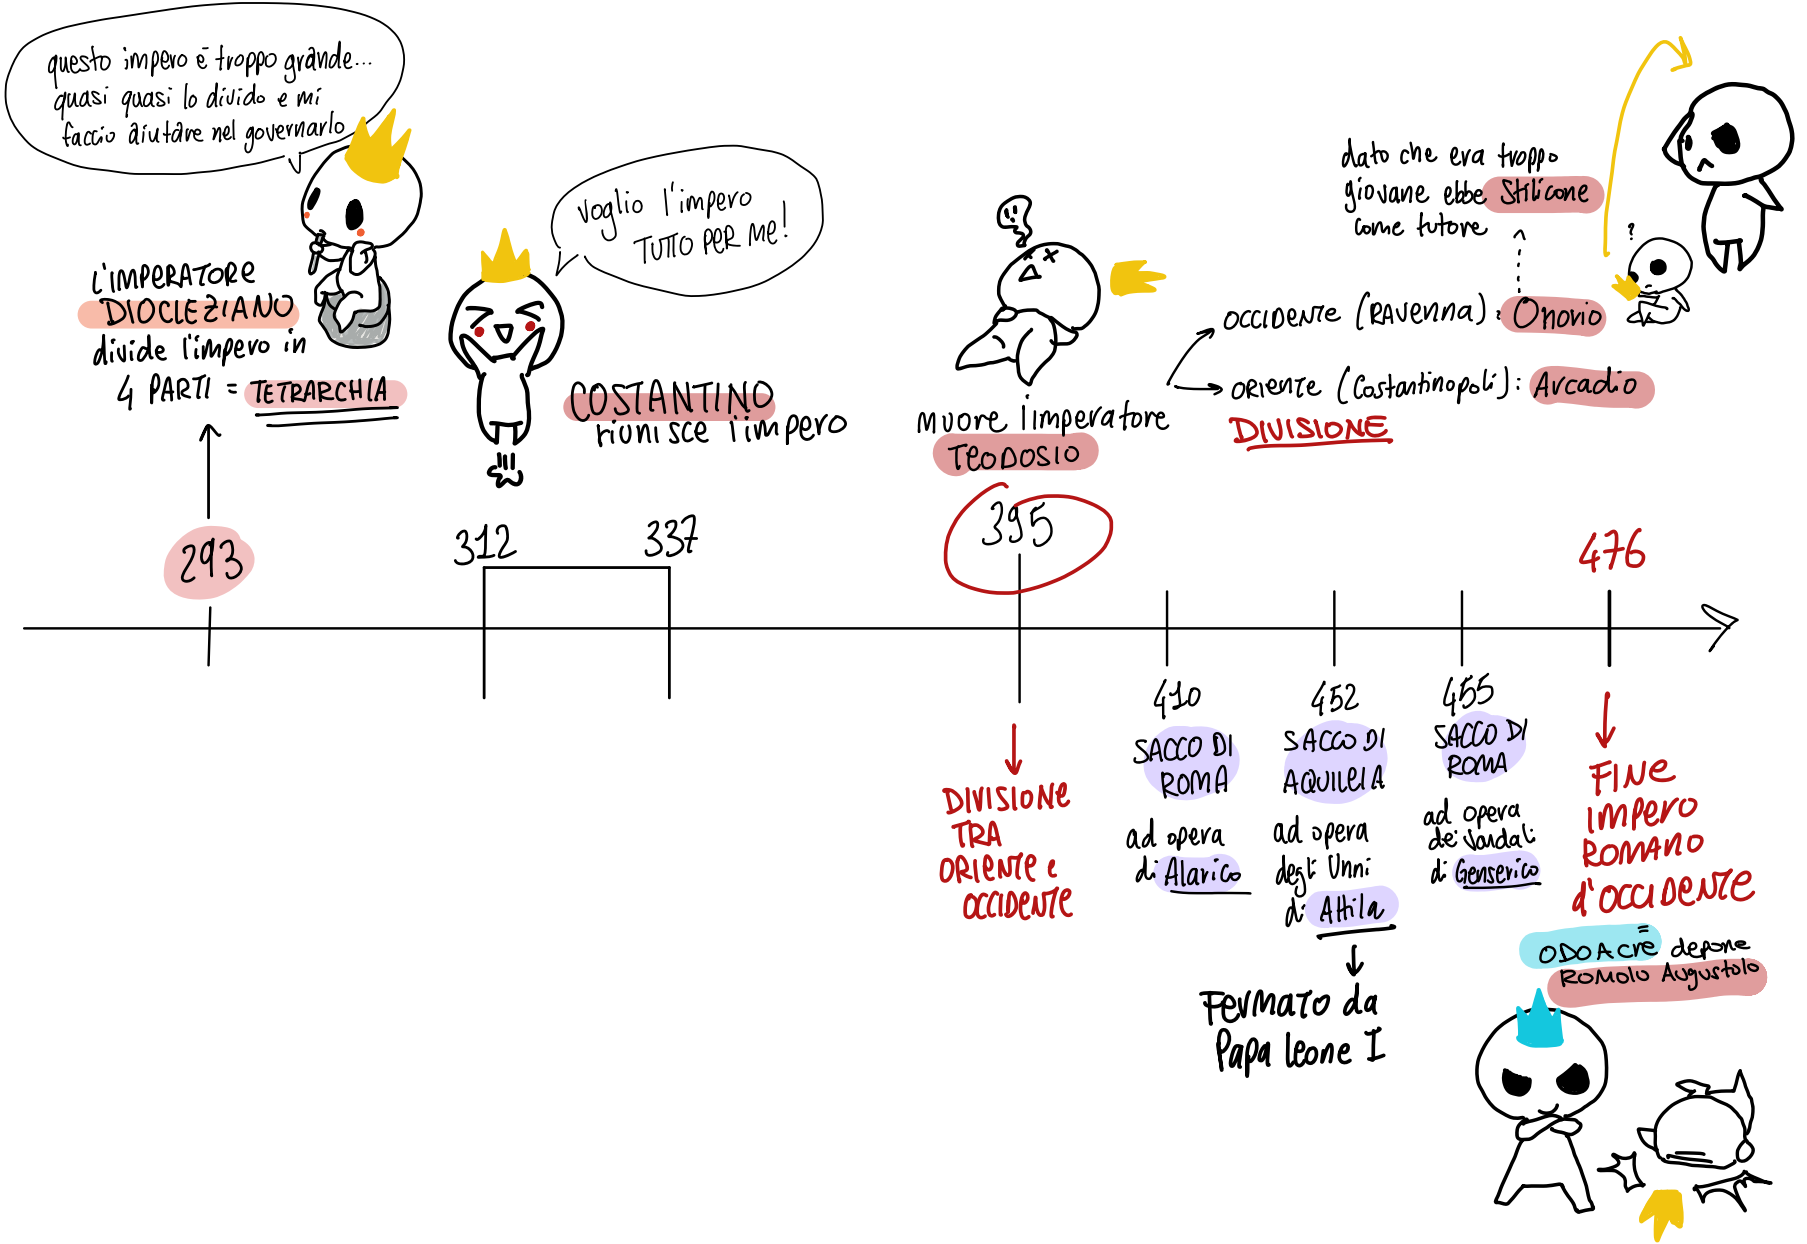 questo impero è troppo grande...
quasi quasi lo divido e mi
faccio aiutare nel governarlo
L'IMPERATORE
DIOCLEZIANO
divide l'impero in
4 PARTI = TETRARCHIA
293
voglio l'impero
TUTTO PER ME!
COSTANTINO
riunisce l'impero
312
337
muore l'imperatore
TEODOSIO
395
dato che era troppo
giovane ebbe Stilicone
come tutore
?
OCCIDENTE (RAVENNA): Onorio
ORIENTE (Costantinopoli): Arcadio
DIVISIONE
DIVISIONE
TRA
ORIENTE e
OCCIDENTE
410
SACCO DI
ROMA
ad opera
di Alarico
452
SACCO DI
AQUILEIA
ad opera
degli Unni
di Attila
Fermato da
Papa Leone I
455
SACCO DI
ROMA
ad opera
dei Vandali
di Genserico
476
FINE
IMPERO
ROMANO
d'OCCIDENTE
ODOACRE depone
ROMOLO Augustolo